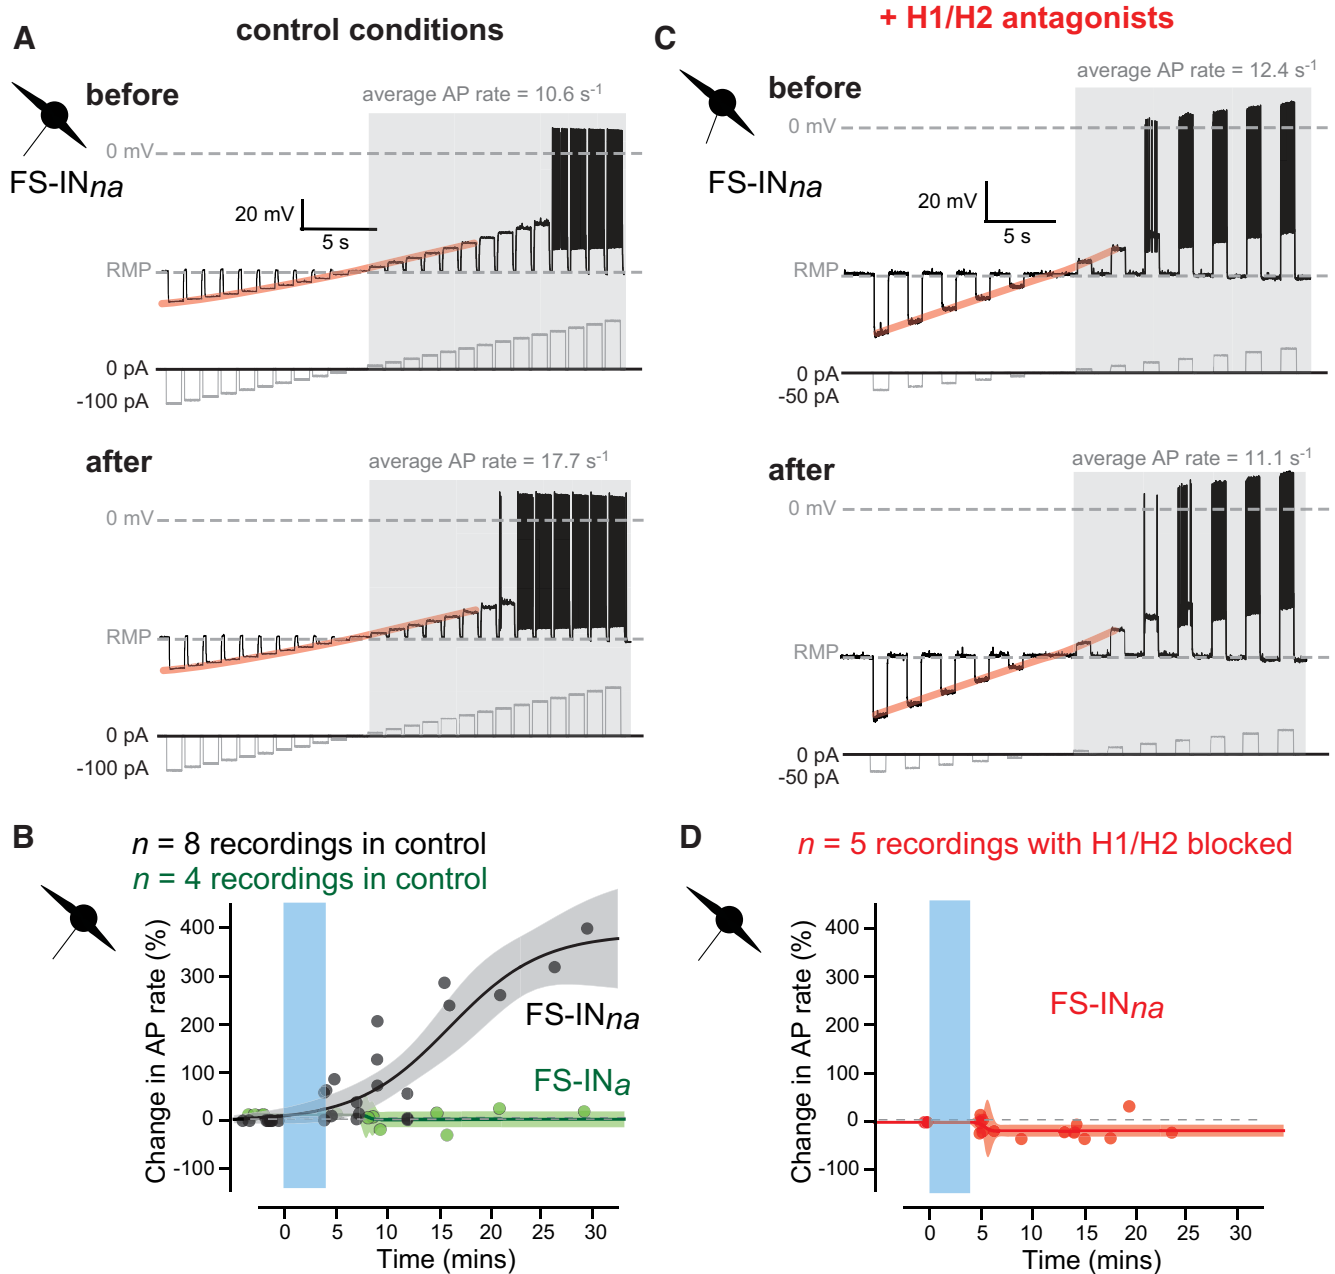 A
control conditions
before
average AP rate = 10.6 s-1
0 mV
FS-INna
20 mV
5 s
RMP
0 pA
-100 pA
after
average AP rate = 17.7 s-1
0 mV
RMP
0 pA
-100 pA
C
+ H1/H2 antagonists
before
average AP rate = 12.4 s-1
0 mV
FS-INna
20 mV
5 s
RMP
0 pA
-50 pA
after
average AP rate = 11.1 s-1
0 mV
RMP
0 pA
-50 pA
B
n = 8 recordings in control
n = 4 recordings in control
Change in AP rate (%)
400
300
200
100
0
-100
FS-INna
FS-INa
0 5 10 15 20 25 30
Time (mins)
D
n = 5 recordings with H1/H2 blocked
Change in AP rate (%)
400
300
200
100
0
-100
FS-INna
0 5 10 15 20 25 30
Time (mins)